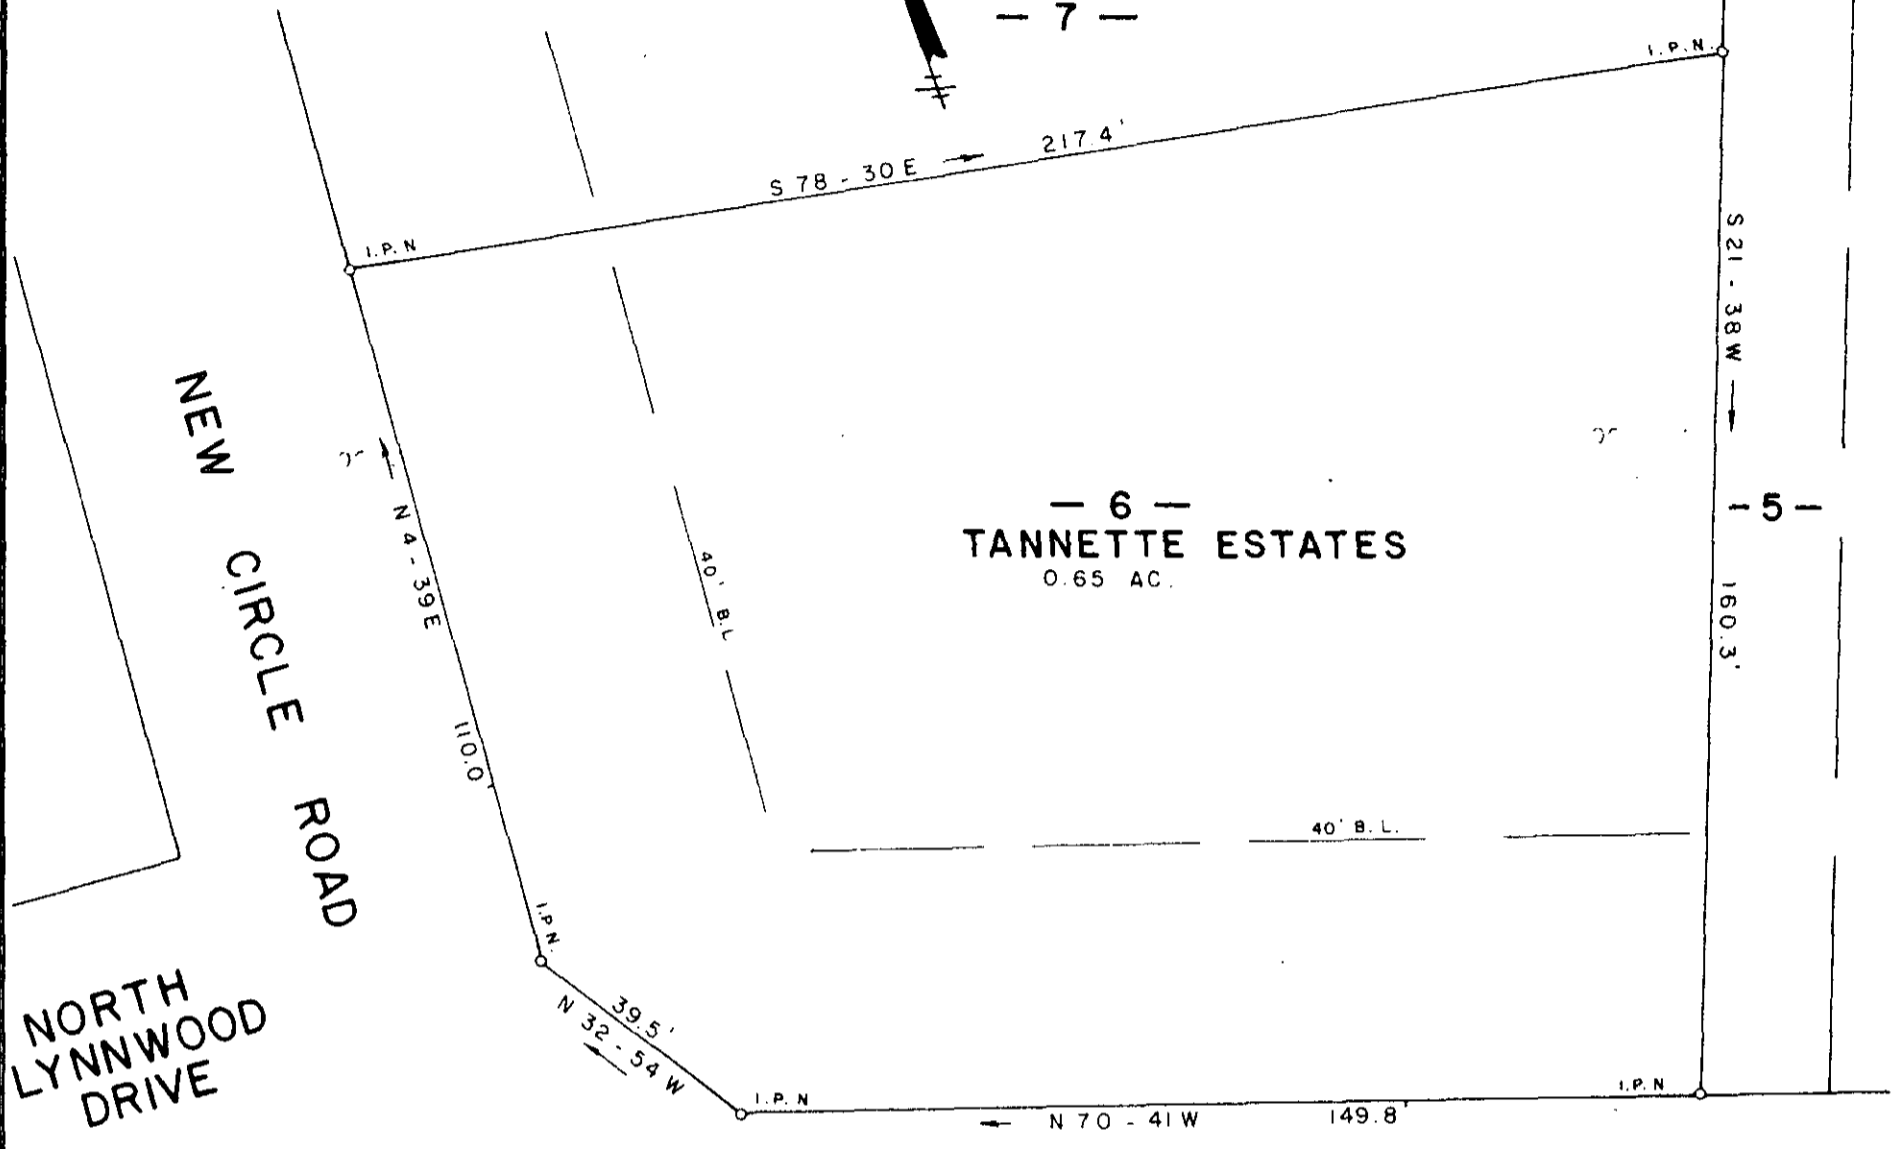 — 7 —
I. P. N.
217.4'
S 78 - 30 E
I. P. N
S 21 - 38 W
NEW CIRCLE ROAD
N 4 - 39 E
— 6 —
- 5 -
TANNETTE ESTATES
0.65 AC.
40' B.L
160.3'
110.0'
40' B. L.
I. P. N.
NORTH
LYNNWOOD
DRIVE
39.5'
N 32 - 54 W
I. P. N
I. P. N
N 70 - 41 W
149.8'